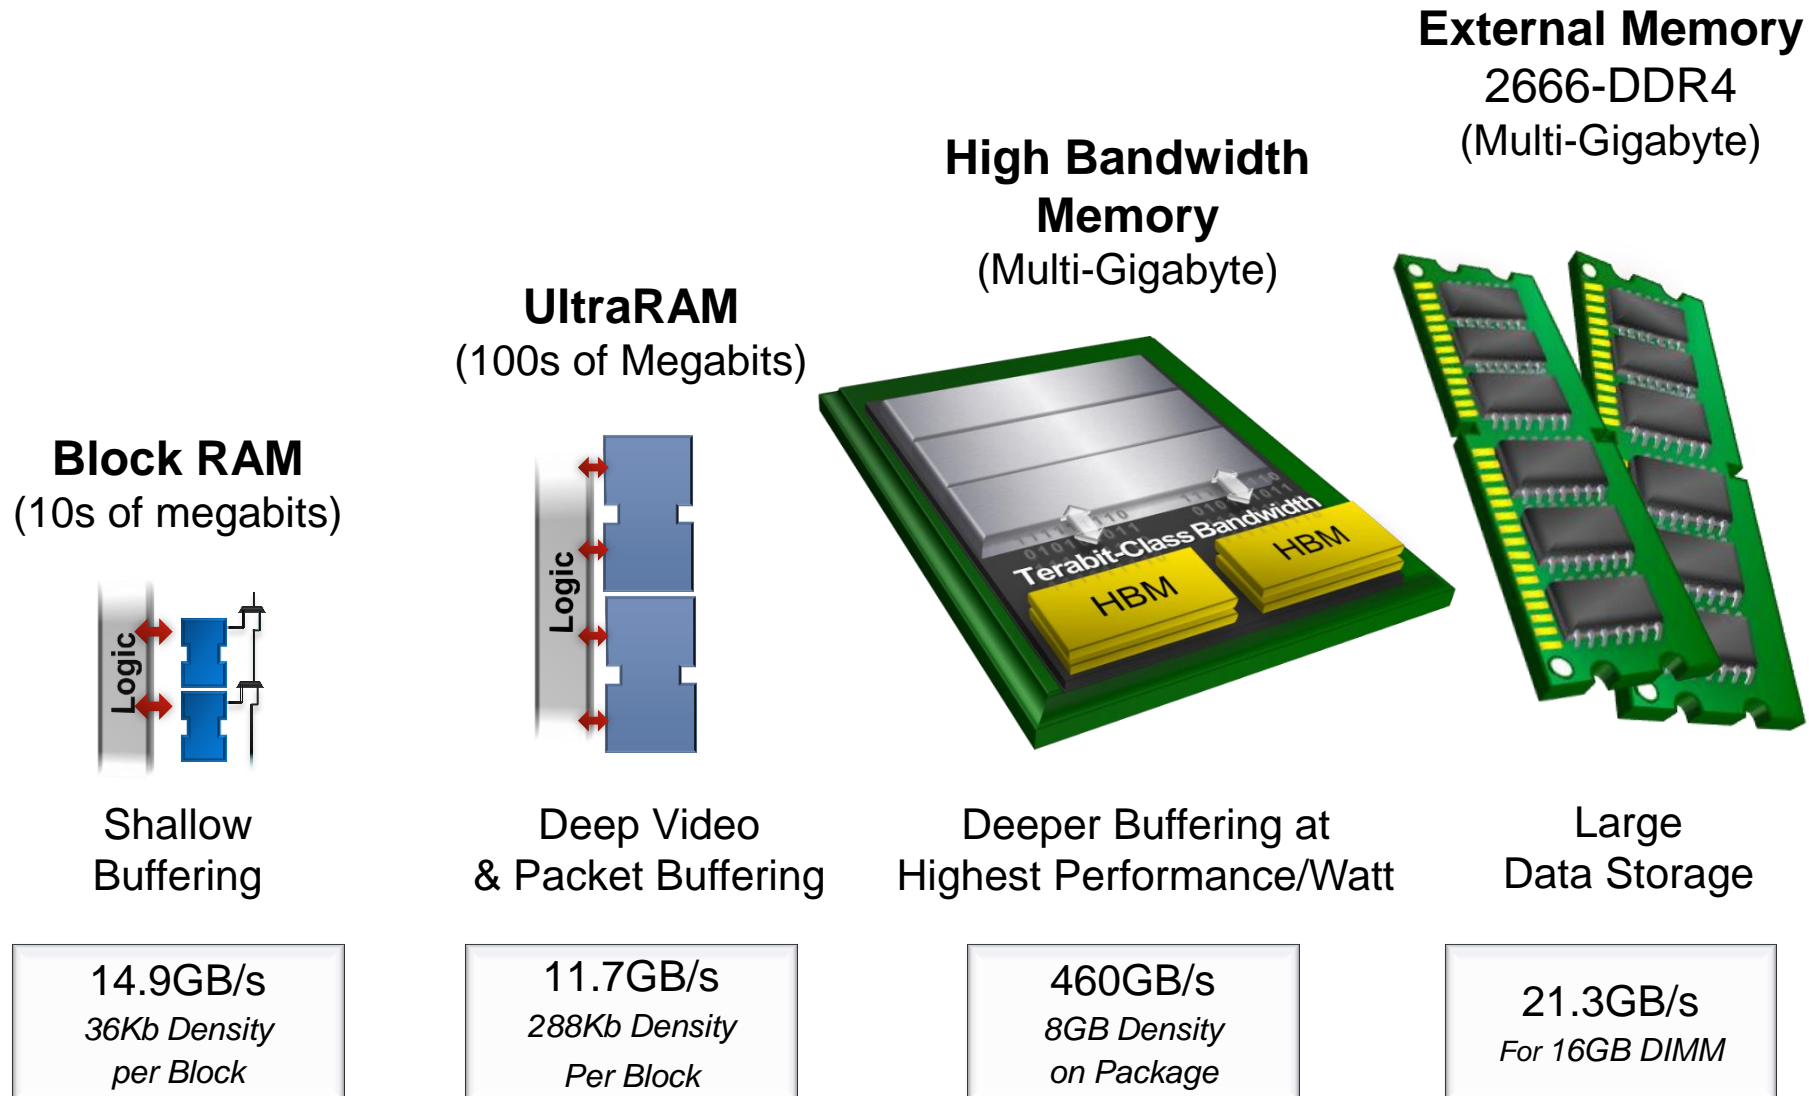 Block RAM
(10s of megabits)
Logic
Shallow
Buffering
14.9GB/s
36Kb Density
per Block
UltraRAM
(100s of Megabits)
Logic
Deep Video
& Packet Buffering
11.7GB/s
288Kb Density
Per Block
High Bandwidth
Memory
(Multi-Gigabyte)
Terabit-Class Bandwidth
HBM
HBM
Deeper Buffering at
Highest Performance/Watt
460GB/s
8GB Density
on Package
External Memory
2666-DDR4
(Multi-Gigabyte)
Large
Data Storage
21.3GB/s
For 16GB DIMM